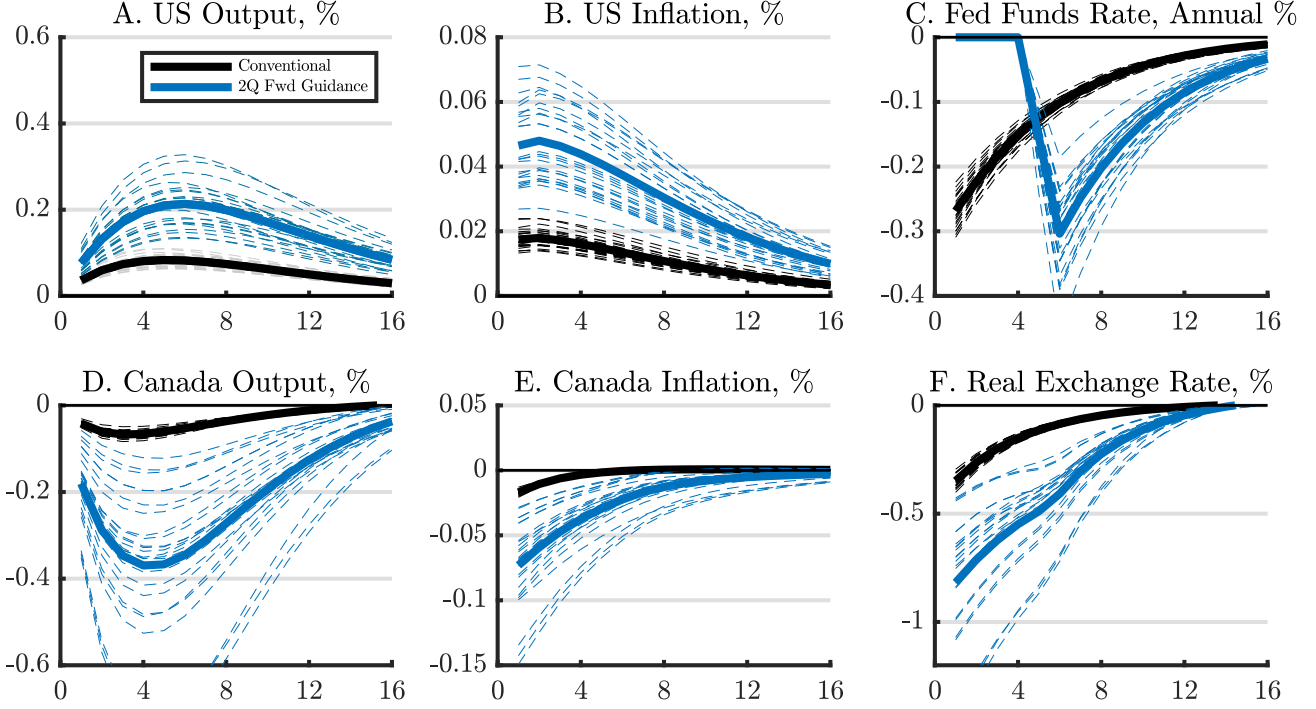 A. US Output, %
0.6
0.4
0.2
0
0 4 8 12 16
Conventional
2Q Fwd Guidance
B. US Inflation, %
0.08
0.06
0.04
0.02
0
0 4 8 12 16
C. Fed Funds Rate, Annual %
0
-0.1
-0.2
-0.3
-0.4
0 4 8 12 16
D. Canada Output, %
0
-0.2
-0.4
-0.6
0 4 8 12 16
E. Canada Inflation, %
0.05
0
-0.05
-0.1
-0.15
0 4 8 12 16
F. Real Exchange Rate, %
0
-0.5
-1
0 4 8 12 16